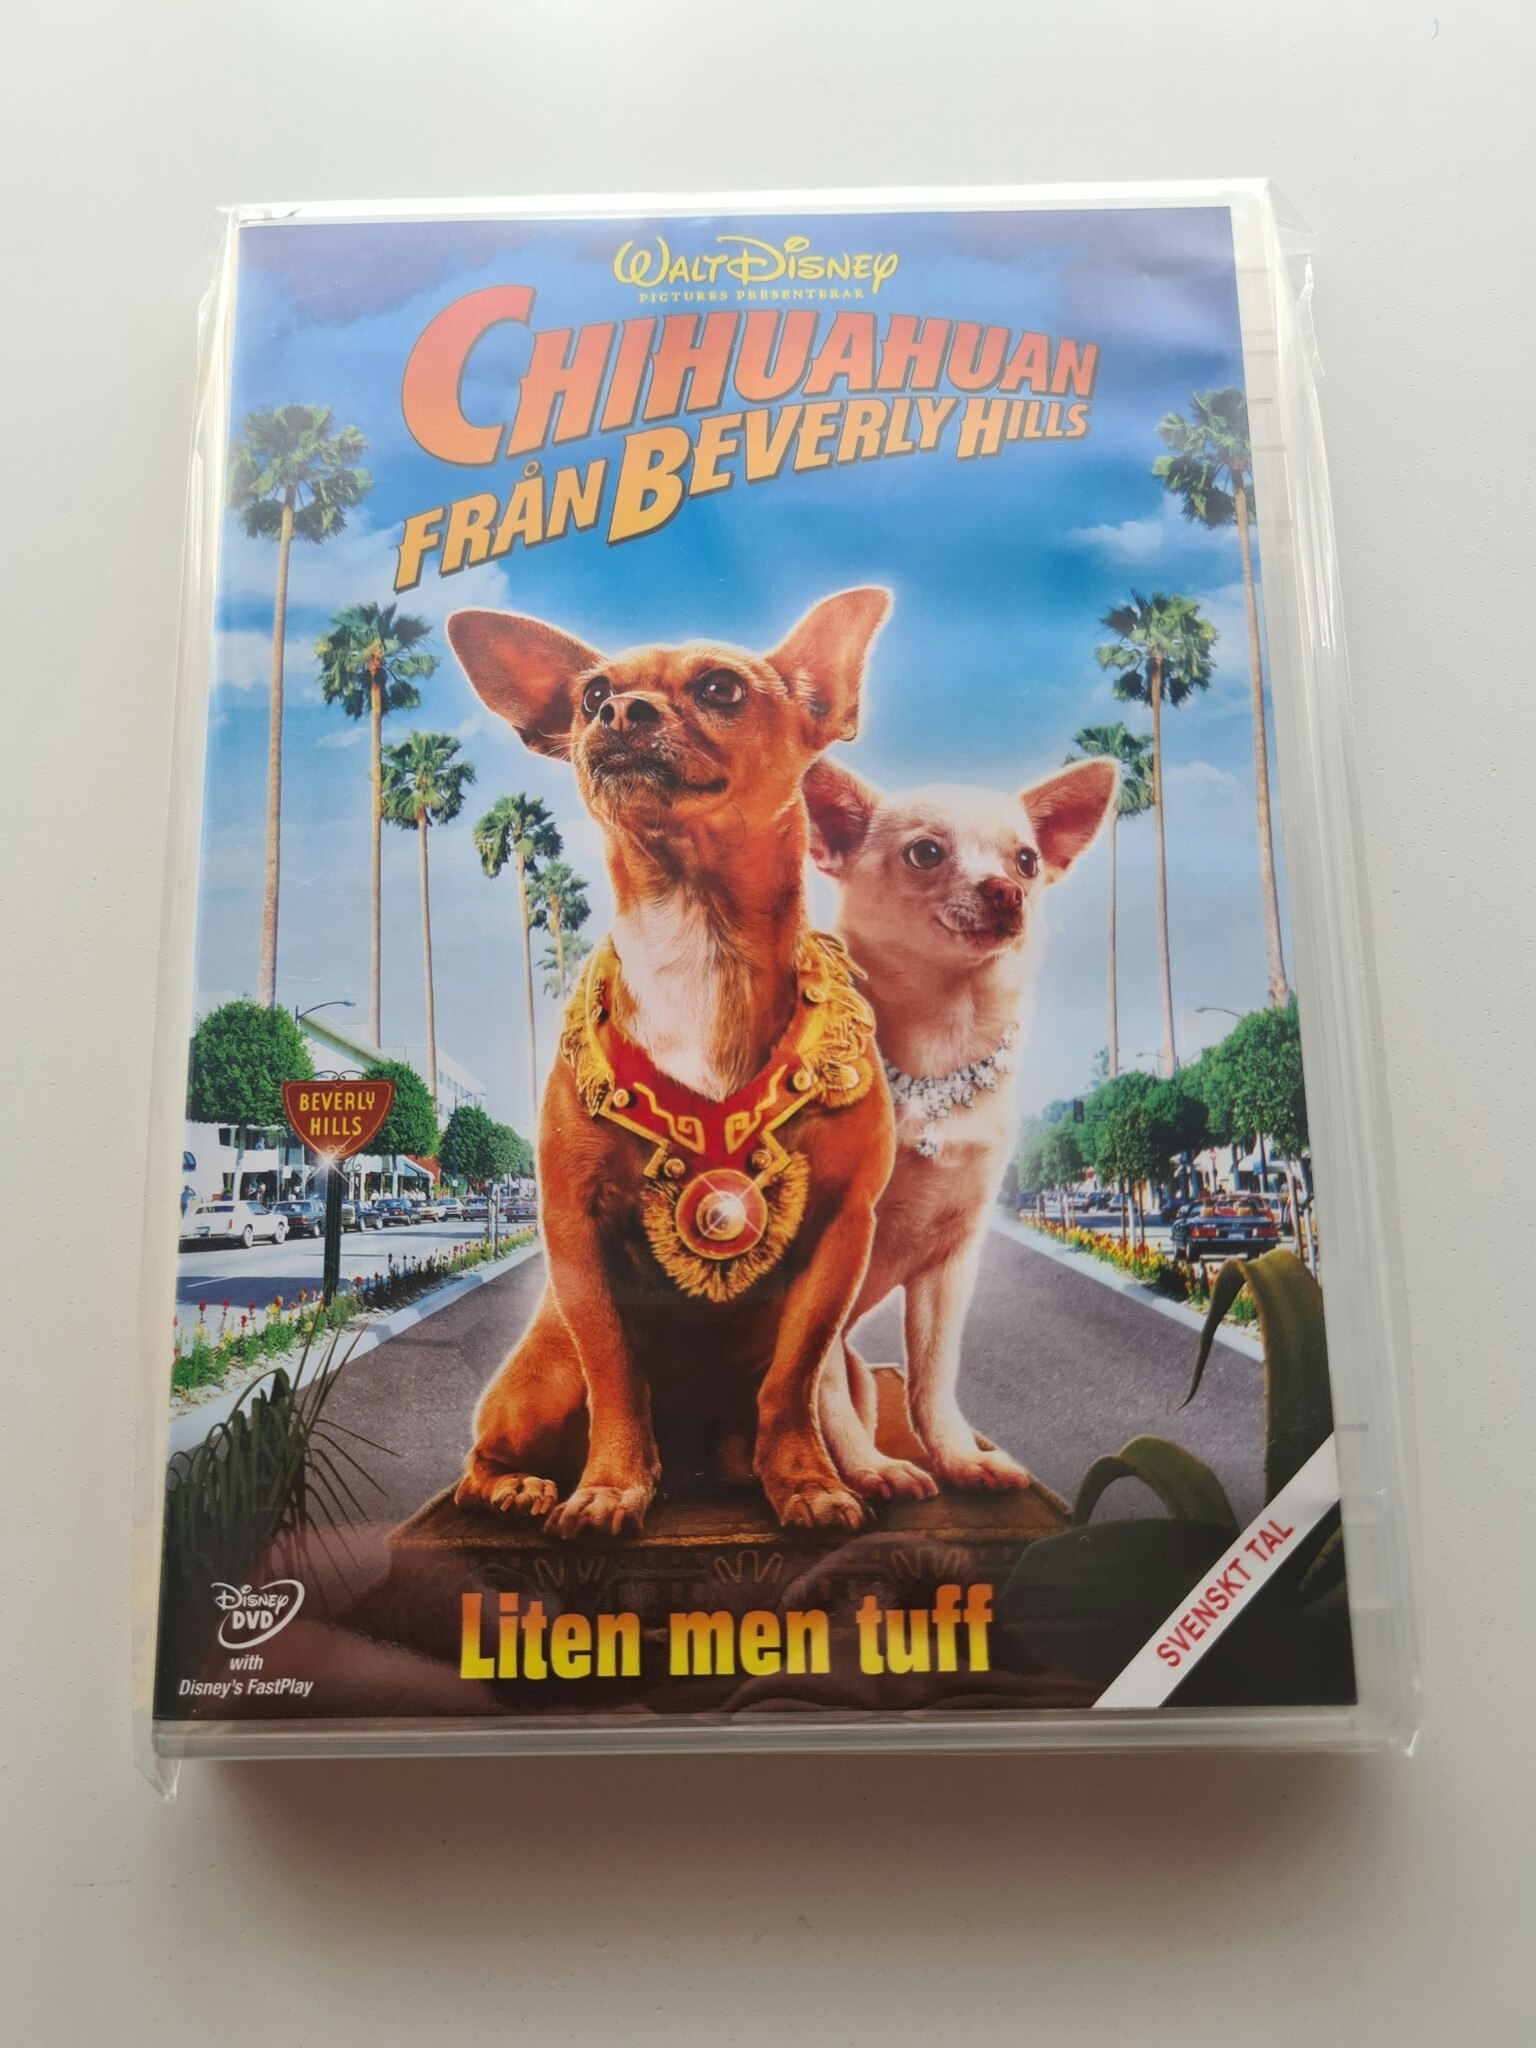 WALT DISNEY
PICTURES PRESENTERAR
CHIHUAHUAN
FRÅN BEVERLY HILLS
BEVERLY
HILLS
Liten men tuff
DISNEY
DVD
with
Disney's FastPlay
SVENSKT TAL